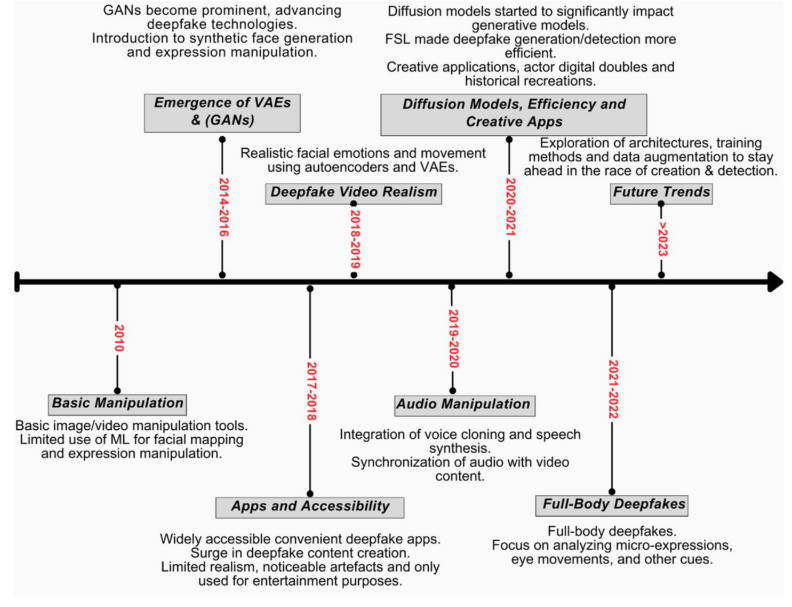 GANs become prominent, advancing
deepfake technologies.
Introduction to synthetic face generation
and expression manipulation.
Emergence of VAEs
& (GANs)
2014-2016
Diffusion models started to significantly impact
generative models.
FSL made deepfake generation/detection more
efficient.
Creative applications, actor digital doubles and
historical recreations.
Diffusion Models, Efficiency and
Creative Apps
2020-2021
Realistic facial emotions and movement
using autoencoders and VAEs.
Deepfake Video Realism
2018-2019
Exploration of architectures, training
methods and data augmentation to stay
ahead in the race of creation & detection.
Future Trends
>2023
2010
Basic Manipulation
Basic image/video manipulation tools.
Limited use of ML for facial mapping
and expression manipulation.
2017-2018
Apps and Accessibility
Widely accessible convenient deepfake apps.
Surge in deepfake content creation.
Limited realism, noticeable artefacts and only
used for entertainment purposes.
2019-2020
Audio Manipulation
Integration of voice cloning and speech
synthesis.
Synchronization of audio with video
content.
2021-2022
Full-Body Deepfakes
Full-body deepfakes.
Focus on analyzing micro-expressions,
eye movements, and other cues.